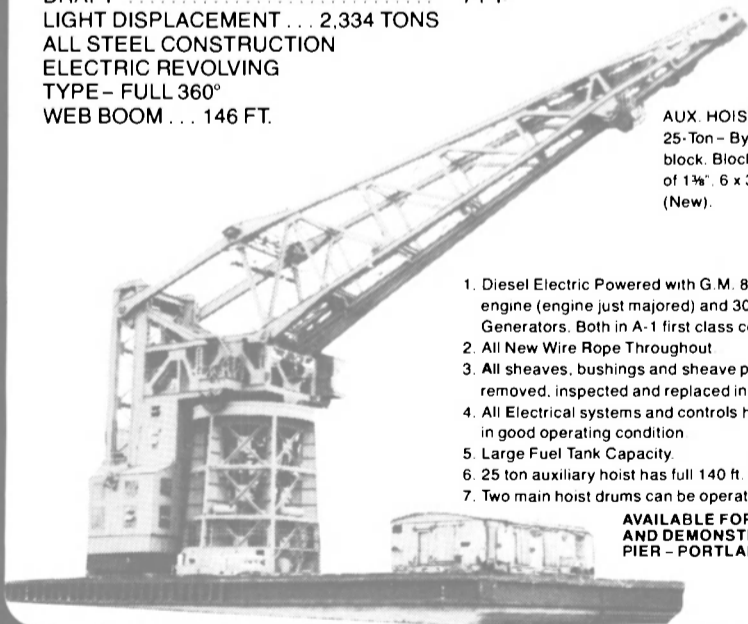 LIGHT DISPLACEMENT . . . 2,334 TONS
ALL STEEL CONSTRUCTION
ELECTRIC REVOLVING
TYPE – FULL 360°
WEB BOOM . . . 146 FT.
AUX. HOIS
25-Ton – By
block. Block
of 1⅜". 6 x 3
(New).
1. Diesel Electric Powered with G.M. 8
engine (engine just majored) and 30
Generators. Both in A-1 first class c
2. All New Wire Rope Throughout.
3. All sheaves, bushings and sheave p
removed, inspected and replaced in
4. All Electrical systems and controls h
in good operating condition.
5. Large Fuel Tank Capacity.
6. 25 ton auxiliary hoist has full 140 ft.
7. Two main hoist drums can be operat
AVAILABLE FOR
AND DEMONST
PIER – PORTLA